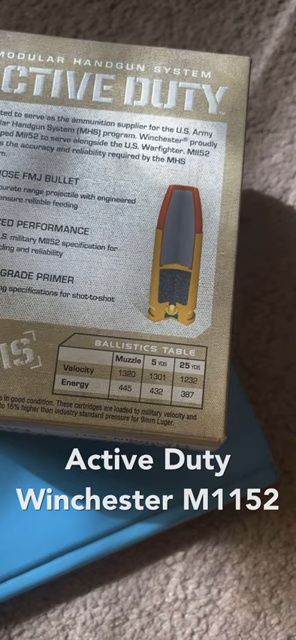 MODULAR HANDGUN SYSTEM
CTIVE DUTY
ted to serve as the ammunition supplier for the U.S. Army
lar Handgun System (MHS) program. Winchester® proudly
ped M1152 to serve alongside the U.S. Warfighter. M1152
s the accuracy and reliability required by the MHS
m.
OSE FMJ BULLET
curate range projectile with engineered
ensure reliable feeding
ED PERFORMANCE
.S. military M1152 specification for
ding and reliability
GRADE PRIMER
ng specifications for shot-to-shot
BALLISTICS TABLE
Muzzle 5 YDS 25 YDS
Velocity 1320 1301 1232
Energy 445 432 387
s in good condition. These cartridges are loaded to military velocity and
to 15% higher than industry standard pressure for 9mm Luger.
Active Duty
Winchester M1152